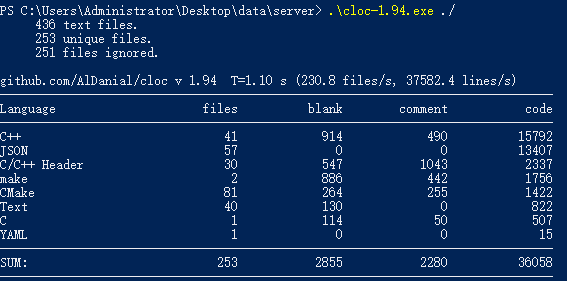 PS C:\Users\Administrator\Desktop\data\server> .\cloc-1.94.exe ./
436 text files.
253 unique files.
251 files ignored.
github.com/AlDanial/cloc v 1.94 T=1.10 s (230.8 files/s, 37582.4 lines/s)
Language files blank comment code
C++ 41 914 490 15792
JSON 57 0 0 13407
C/C++ Header 30 547 1043 2337
make 2 886 442 1756
CMake 81 264 255 1422
Text 40 130 0 822
C 1 114 50 507
YAML 1 0 0 15
SUM: 253 2855 2280 36058